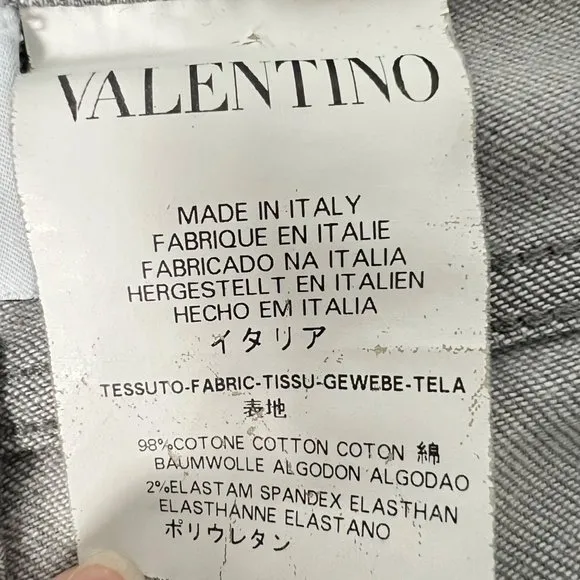 VALENTINO
MADE IN ITALY
FABRIQUE EN ITALIE
FABRICADO NA ITALIA
HERGESTELLT EN ITALIEN
HECHO EM ITALIA
イタリア
TESSUTO-FABRIC-TISSU-GEWEBE-TELA
表地
98%COTONE COTTON COTON 綿
BAUMWOLLE ALGODON ALGODAO
2%ELASTAM SPANDEX ELASTHAN
ELASTHANNE ELASTANO
ポリウレタン